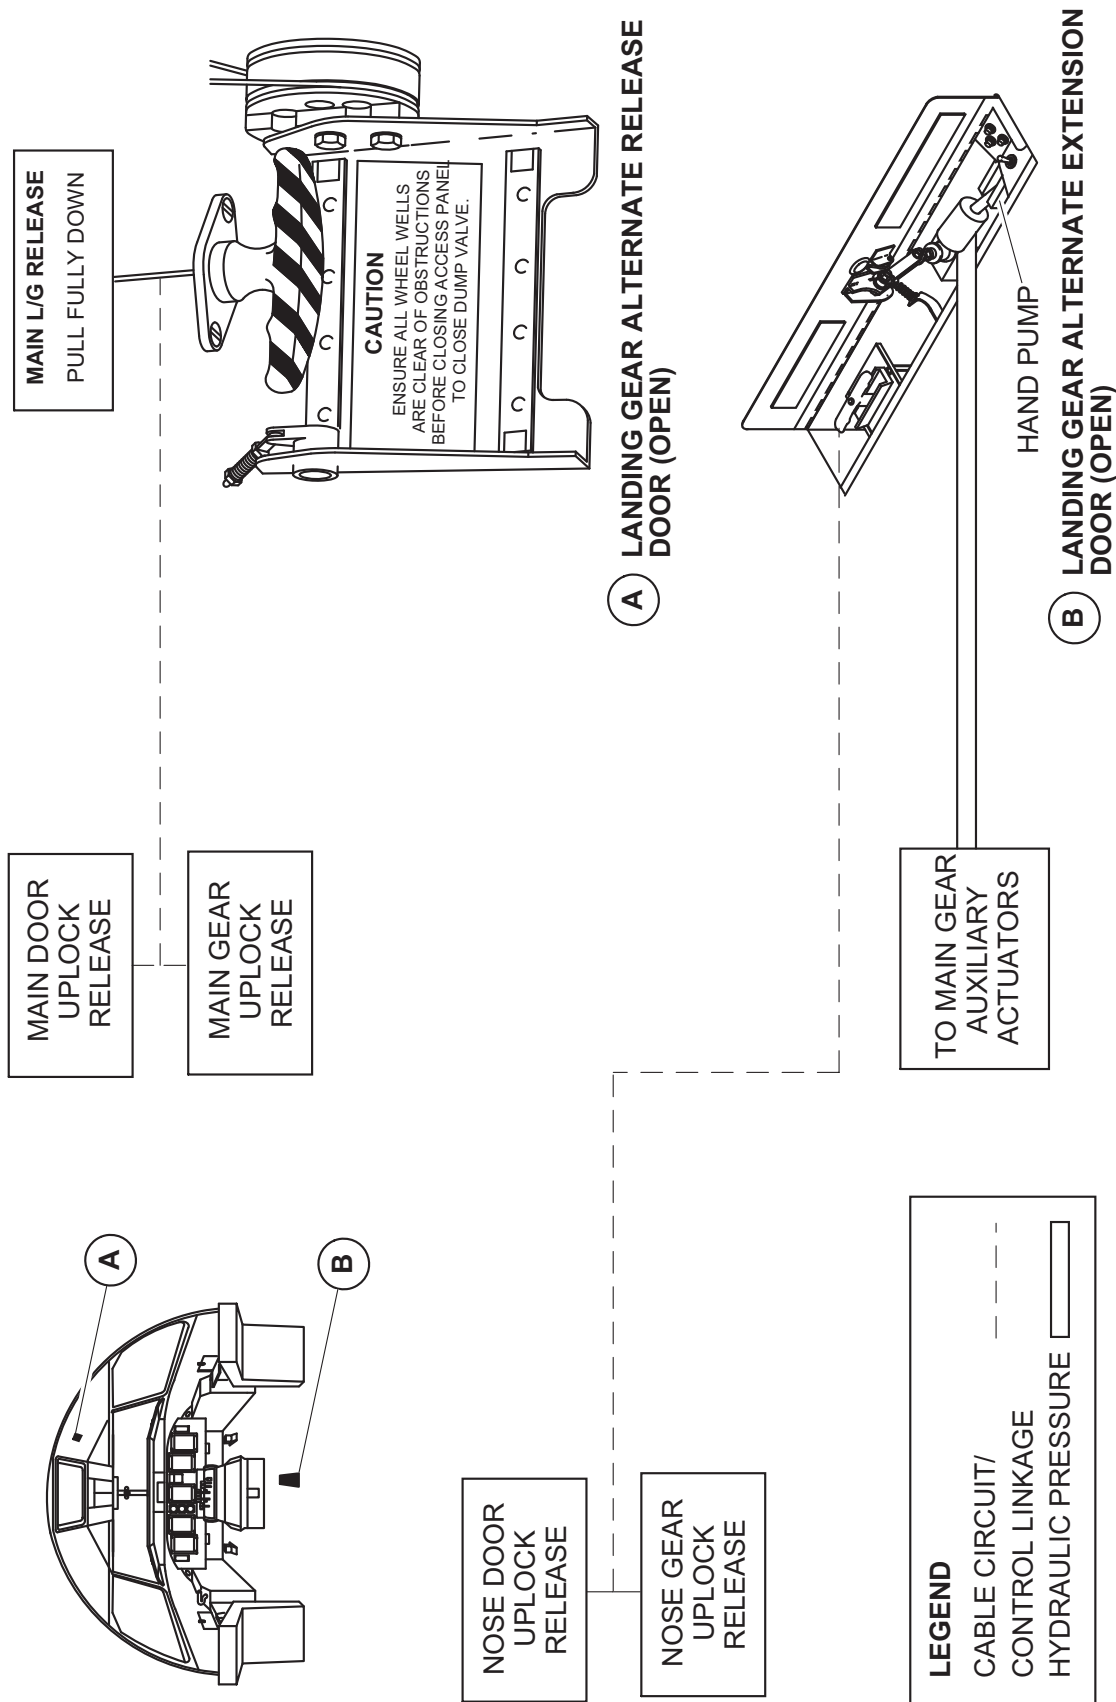 A
B
MAIN DOOR
UPLOCK
RELEASE
MAIN GEAR
UPLOCK
RELEASE
MAIN L/G RELEASE
PULL FULLY DOWN
CAUTION
ENSURE ALL WHEEL WELLS
ARE CLEAR OF OBSTRUCTIONS
BEFORE CLOSING ACCESS PANEL
TO CLOSE DUMP VALVE.
A LANDING GEAR ALTERNATE RELEASE
DOOR (OPEN)
NOSE DOOR
UPLOCK
RELEASE
NOSE GEAR
UPLOCK
RELEASE
LEGEND
CABLE CIRCUIT/
CONTROL LINKAGE
HYDRAULIC PRESSURE
TO MAIN GEAR
AUXILIARY
ACTUATORS
HAND PUMP
B LANDING GEAR ALTERNATE EXTENSION
DOOR (OPEN)